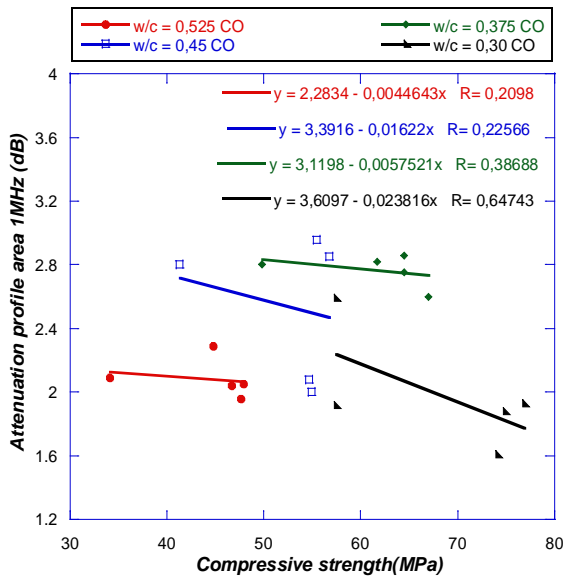 w/c = 0,525 CO
w/c = 0,375 CO
w/c = 0,45 CO
w/c = 0,30 CO
4
y = 2,2834 - 0,0044643x R= 0,2098
y = 3,3916 - 0,01622x R= 0,22566
3.6
y = 3,1198 - 0,0057521x R= 0,38688
y = 3,6097 - 0,023816x R= 0,64743
3.2
2.8
2.4
2
1.6
1.2
Attenuation profile area 1MHz (dB)
30 40 50 60 70 80
Compressive strength(MPa)